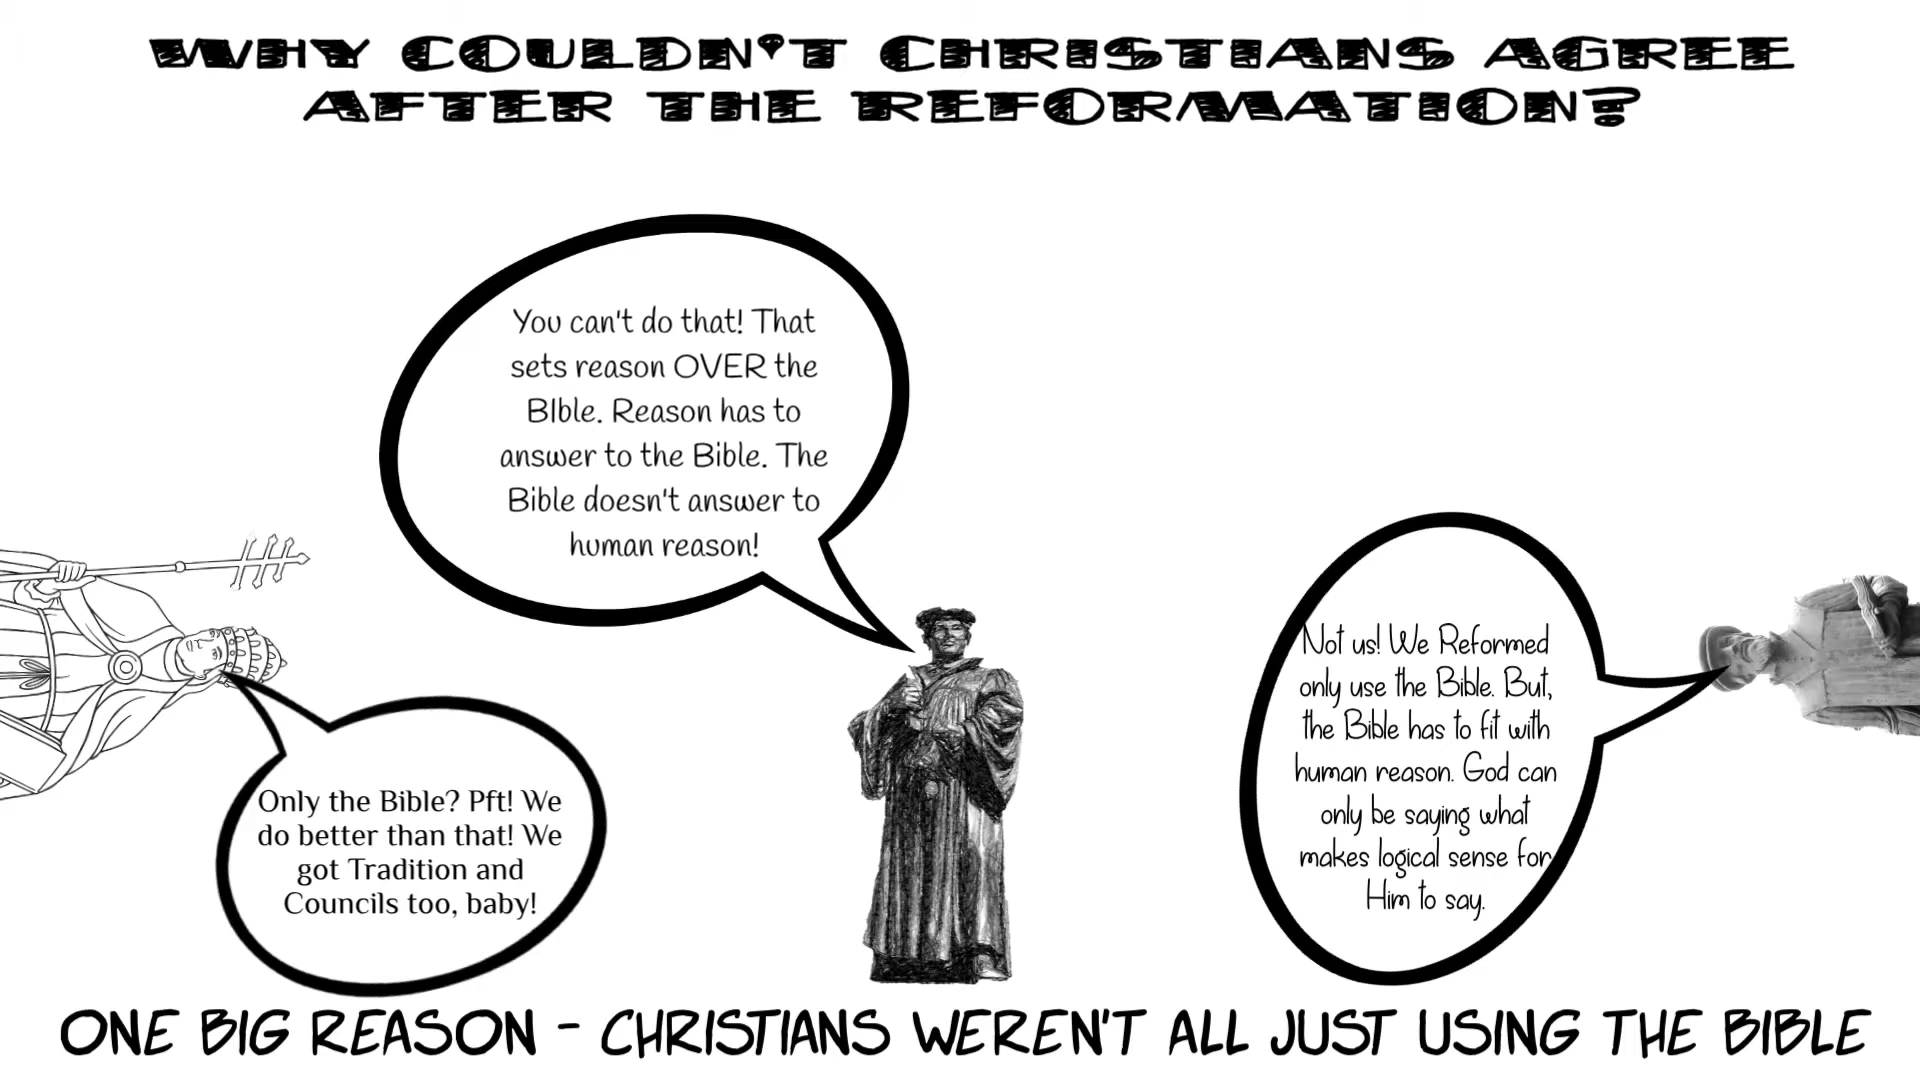 WHY COULDN'T CHRISTIANS AGREE
AFTER THE REFORMATION?
You can't do that! That
sets reason OVER the
BIble. Reason has to
answer to the Bible. The
Bible doesn't answer to
human reason!
Only the Bible? Pft! We
do better than that! We
got Tradition and
Councils too, baby!
Not us! We Reformed
only use the Bible. But,
the Bible has to fit with
human reason. God can
only be saying what
makes logical sense for
Him to say.
ONE BIG REASON - CHRISTIANS WEREN'T ALL JUST USING THE BIBLE